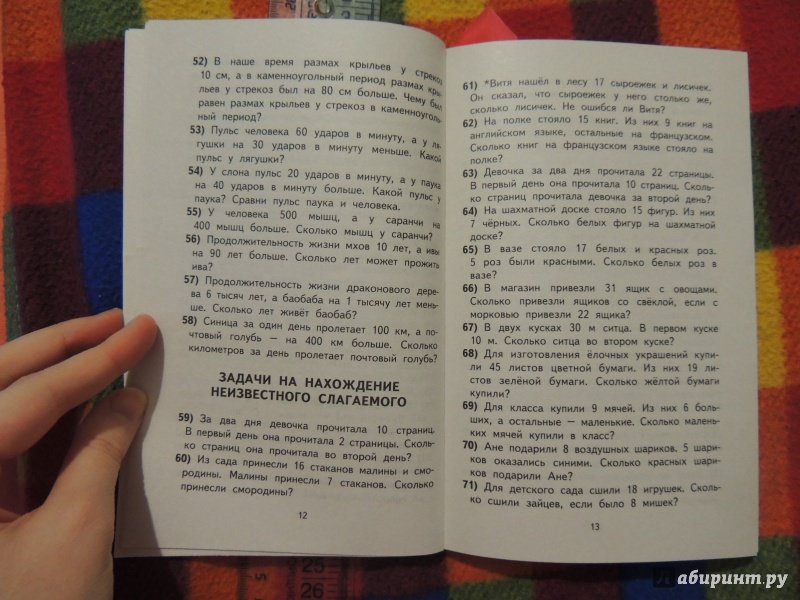 52) В наше время размах крыльев у стрекоз
10 см, а в каменноугольный период размах кры-
льев у стрекоз был на 80 см больше. Чему был
равен размах крыльев у стрекоз в каменноуголь-
ный период?
53) Пульс человека 60 ударов в минуту, а у ля-
гушки на 30 ударов в минуту меньше. Какой
пульс у лягушки?
54) У слона пульс 20 ударов в минуту, а у паука
на 40 ударов в минуту больше. Какой пульс у
паука? Сравни пульс паука и человека.
55) У человека 500 мышц, а у саранчи на
400 мышц больше. Сколько мышц у саранчи?
56) Продолжительность жизни мхов 10 лет, а ивы
на 90 лет больше. Сколько лет может прожить
ива?
57) Продолжительность жизни драконового дере-
ва 6 тысяч лет, а баобаба на 1 тысячу лет мень-
ше. Сколько лет живёт баобаб?
58) Синица за один день пролетает 100 км, а по-
чтовый голубь — на 400 км больше. Сколько
километров за день пролетает почтовый голубь?
ЗАДАЧИ НА НАХОЖДЕНИЕ
НЕИЗВЕСТНОГО СЛАГАЕМОГО
59) За два дня девочка прочитала 10 страниц.
В первый день она прочитала 2 страницы. Сколь-
ко страниц она прочитала во второй день?
60) Из сада принесли 16 стаканов малины и смо-
родины. Малины принесли 7 стаканов. Сколько
принесли смородины?
12
61) *Витя нашёл в лесу 17 сыроежек и лисичек.
Он сказал, что сыроежек у него столько же,
сколько лисичек. Не ошибся ли Витя?
62) На полке стояло 15 книг. Из них 9 книг на
английском языке, остальные на французском.
Сколько книг на французском языке стояло на
полке?
63) Девочка за два дня прочитала 22 страницы.
В первый день она прочитала 10 страниц. Сколь-
ко страниц прочитала девочка за второй день?
64) На шахматной доске стояло 15 фигур. Из них
7 чёрных. Сколько белых фигур на шахматной
доске?
65) В вазе стояло 17 белых и красных роз.
5 роз были красными. Сколько белых роз в
вазе?
66) В магазин привезли 31 ящик с овощами.
Сколько привезли ящиков со свёклой, если с
морковью привезли 22 ящика?
67) В двух кусках 30 м ситца. В первом куске
10 м. Сколько ситца во втором куске?
68) Для изготовления ёлочных украшений купи-
ли 45 листов цветной бумаги. Из них 19 ли-
стов зелёной бумаги. Сколько жёлтой бумаги
купили?
69) Для класса купили 9 мячей. Из них 6 боль-
ших, а остальные — маленькие. Сколько малень-
ких мячей купили в класс?
70) Ане подарили 8 воздушных шариков. 5 шари-
ков оказались синими. Сколько красных шари-
ков подарили Ане?
71) Для детского сада сшили 18 игрушек. Сколь-
ко сшили зайцев, если было 8 мишек?
13
25
26
Лабиринт.ру